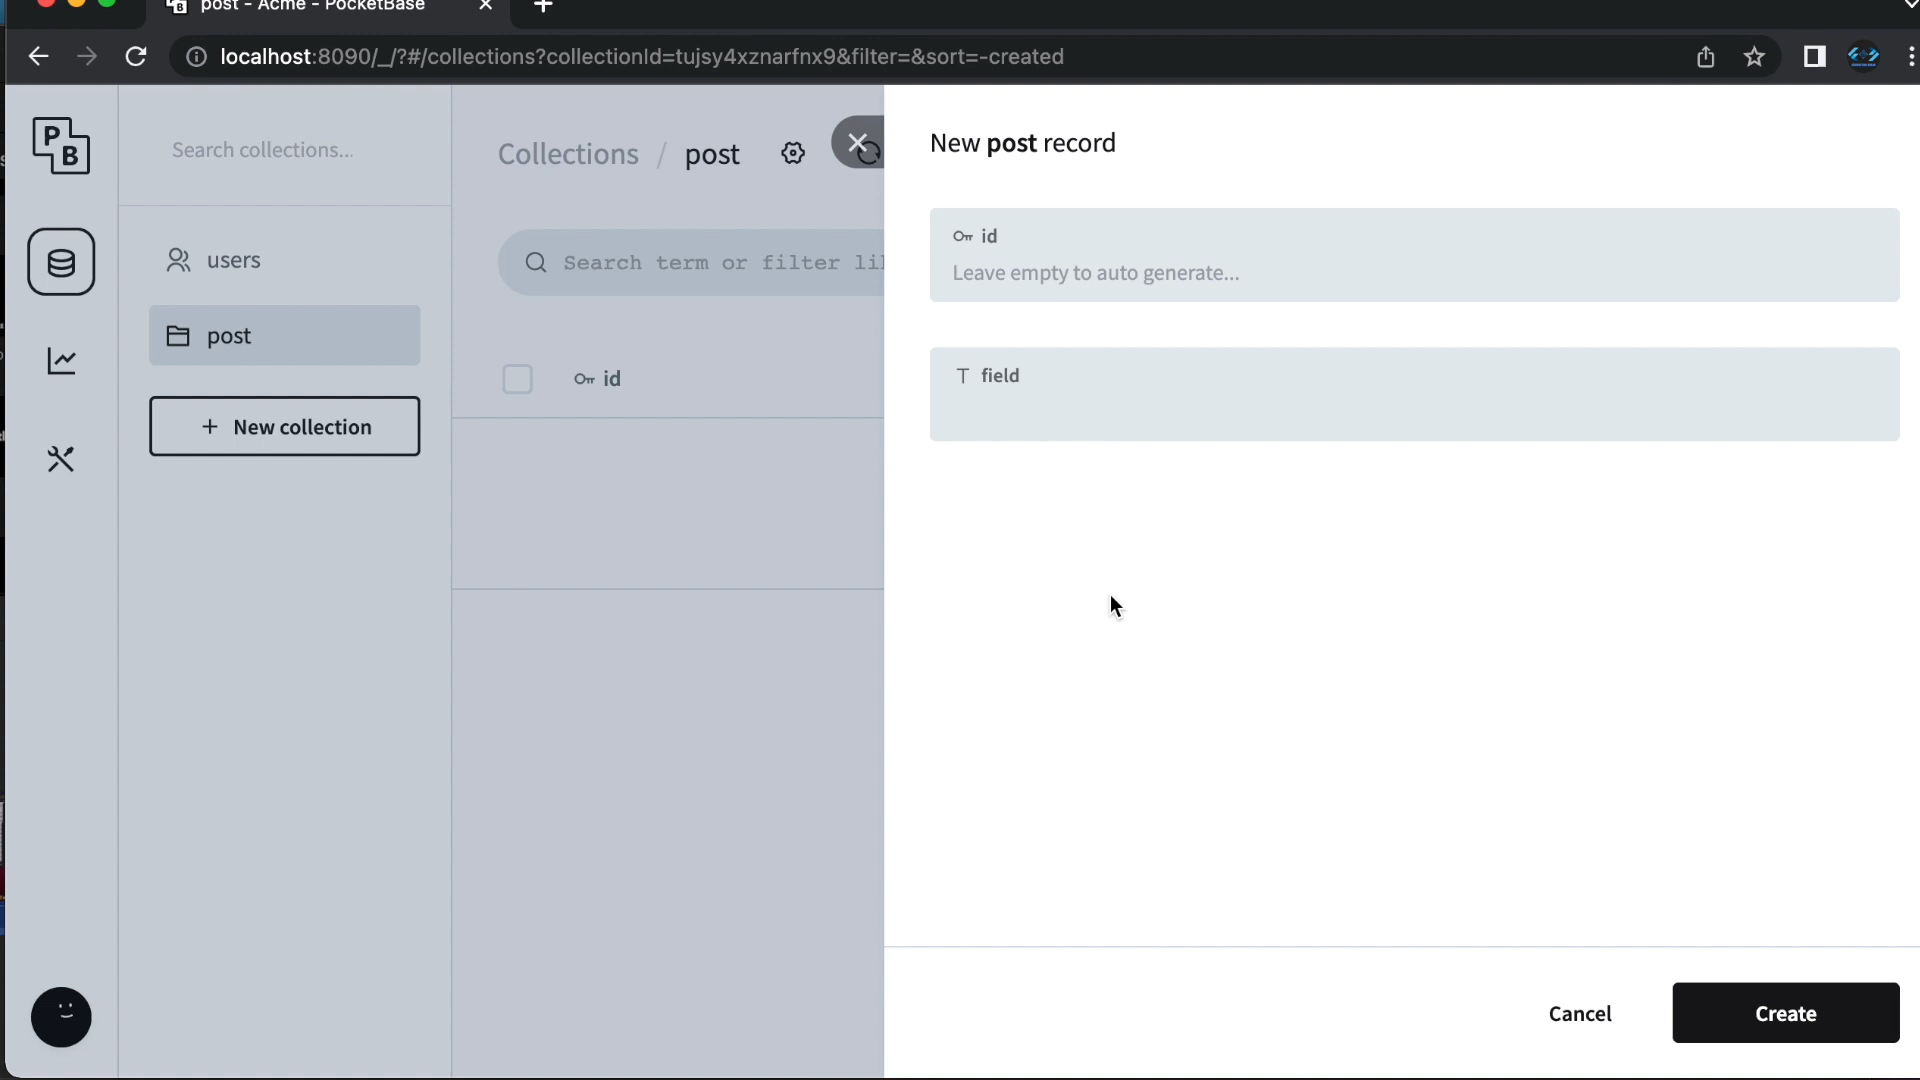 post - Acme - PocketBase
localhost:8090/_/?#/collections?collectionId=tujsy4xznarfnx9&filter=&sort=-created
P
B
Search collections...
users
post
+ New collection
Collections / post
Search term or filter li
id
New post record
id
Leave empty to auto generate...
T field
Cancel
Create